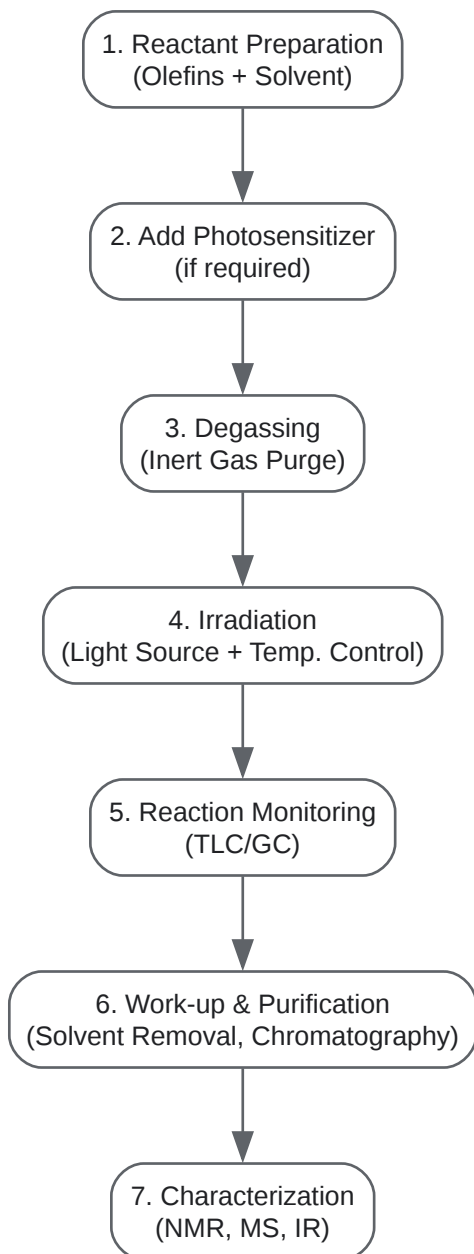 1. Reactant Preparation
(Olefins + Solvent)
2. Add Photosensitizer
(if required)
3. Degassing
(Inert Gas Purge)
4. Irradiation
(Light Source + Temp. Control)
5. Reaction Monitoring
(TLC/GC)
6. Work-up & Purification
(Solvent Removal, Chromatography)
7. Characterization
(NMR, MS, IR)